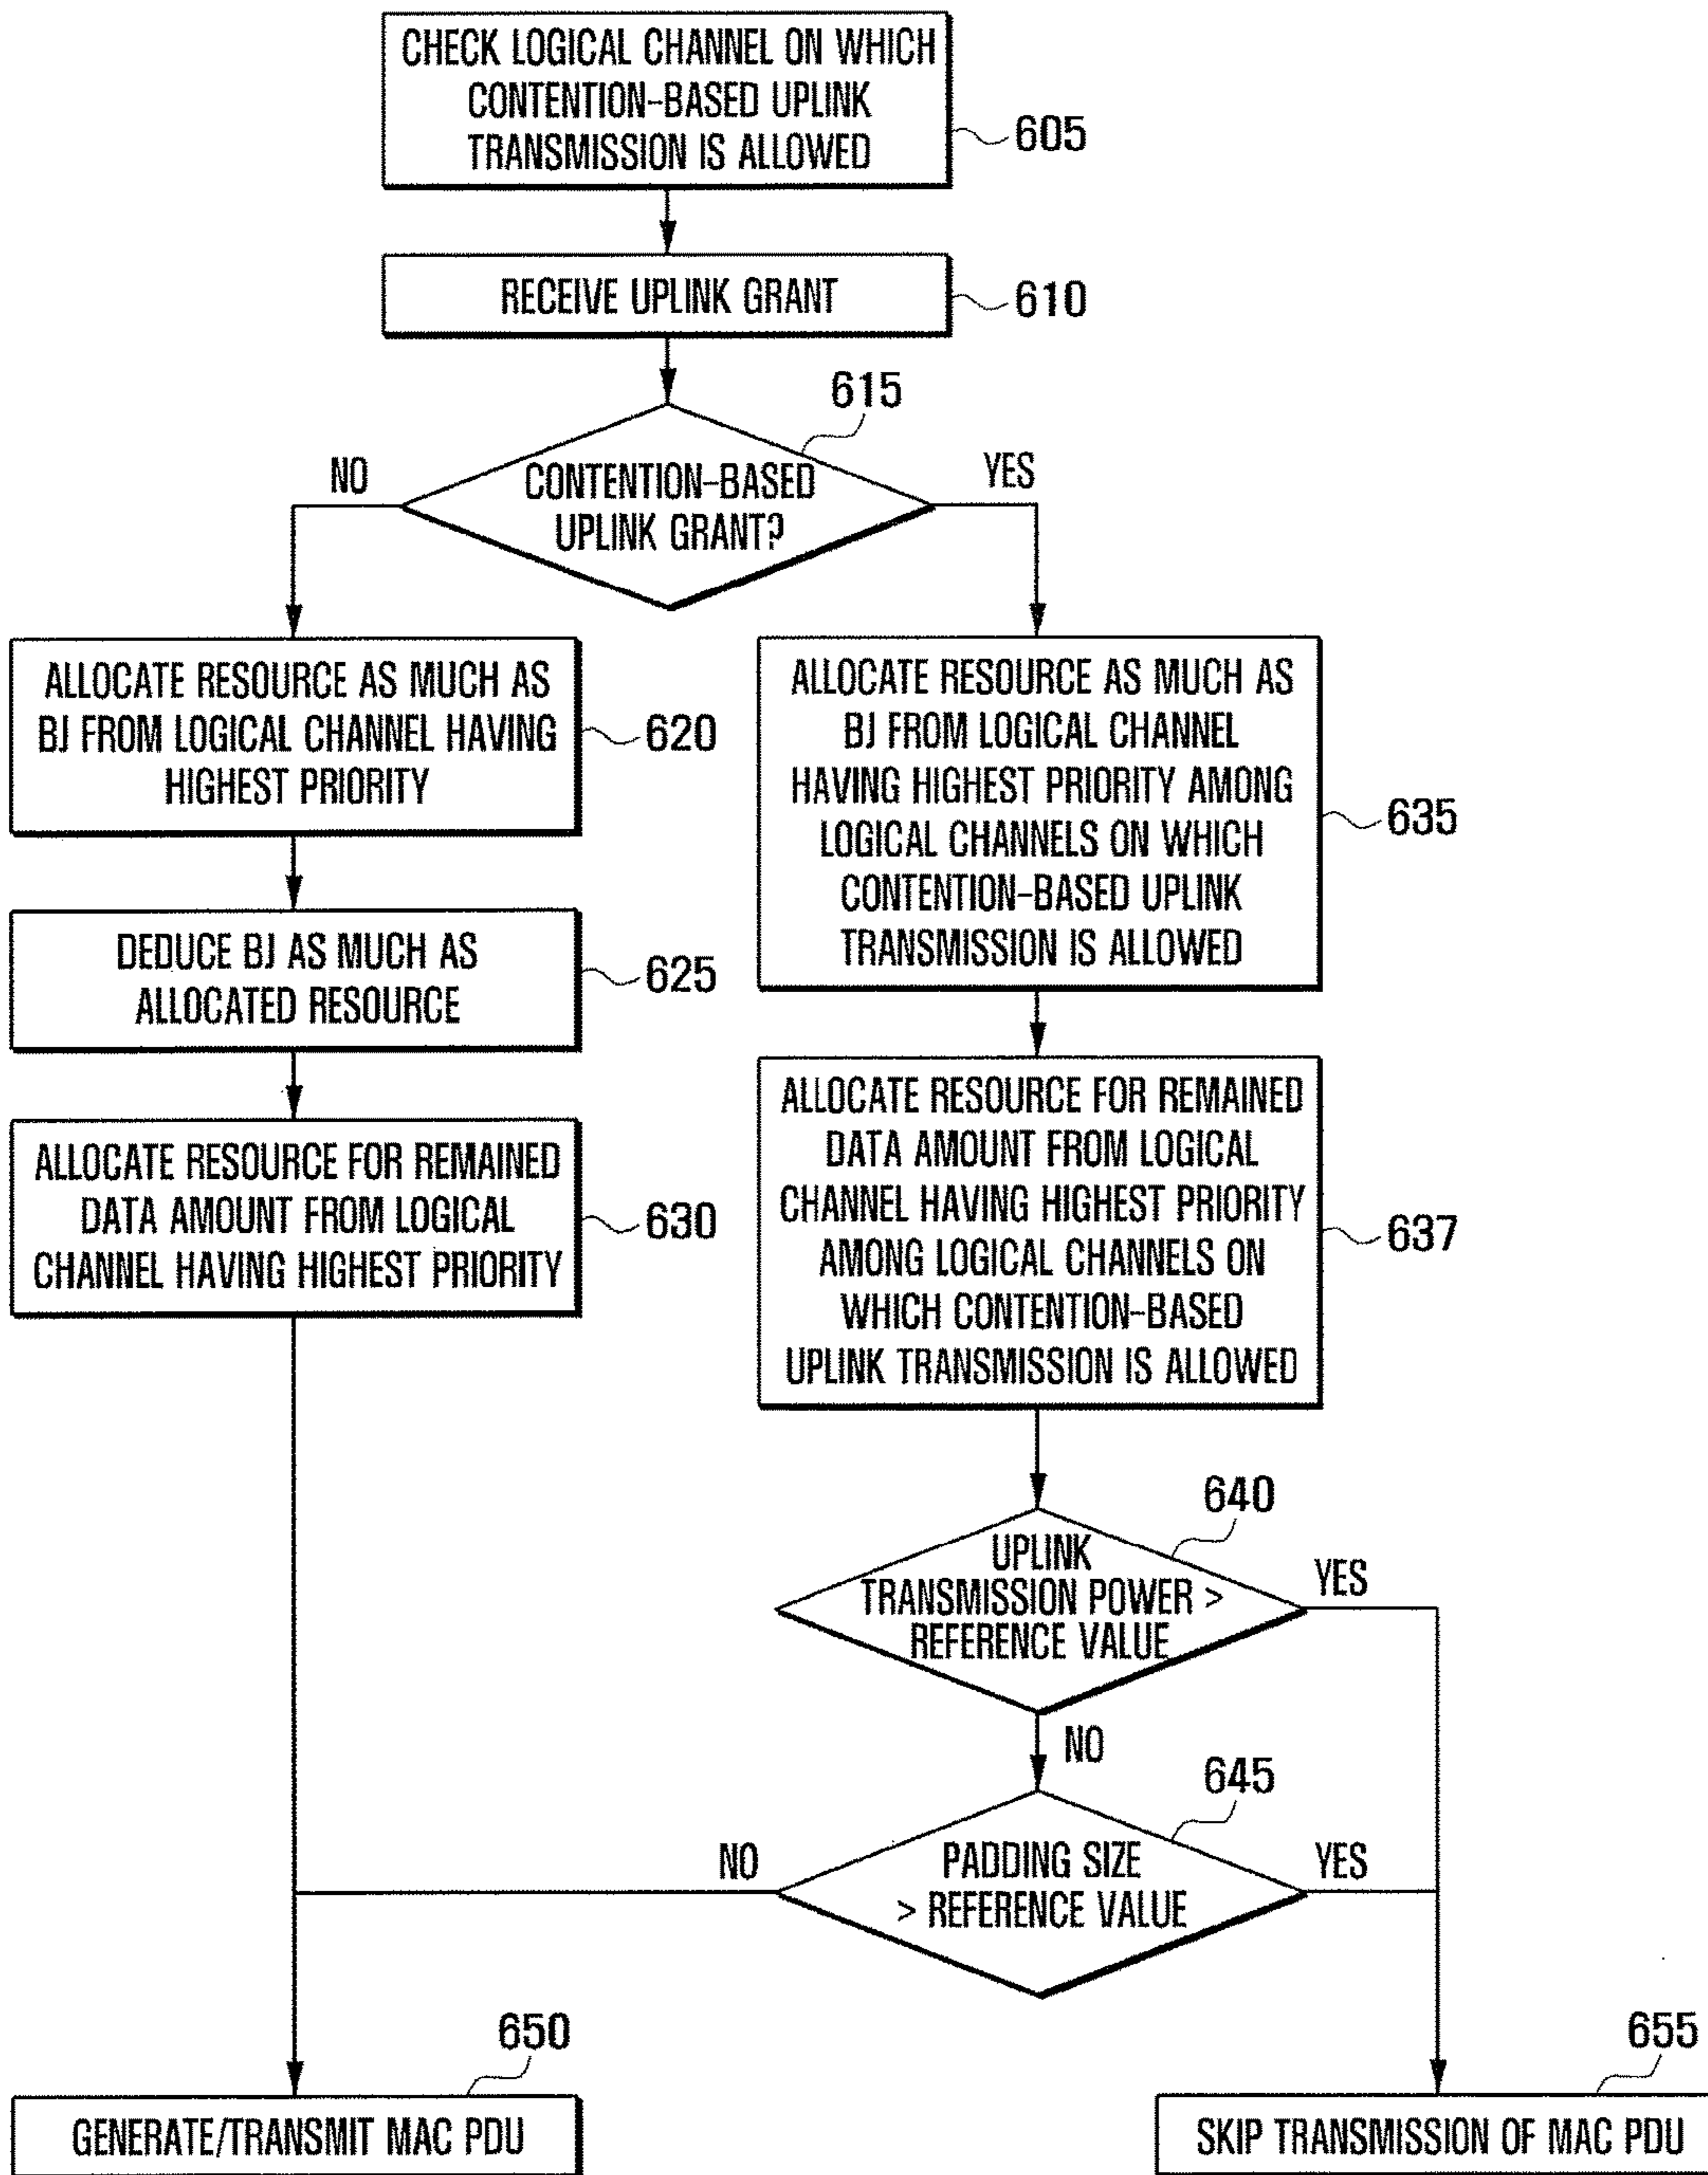 CHECK LOGICAL CHANNEL ON WHICH
CONTENTION-BASED UPLINK
TRANSMISSION IS ALLOWED
605
RECEIVE UPLINK GRANT
610
615
NO
CONTENTION-BASED
UPLINK GRANT?
YES
ALLOCATE RESOURCE AS MUCH AS
BJ FROM LOGICAL CHANNEL HAVING
HIGHEST PRIORITY
620
DEDUCE BJ AS MUCH AS
ALLOCATED RESOURCE
625
ALLOCATE RESOURCE FOR REMAINED
DATA AMOUNT FROM LOGICAL
CHANNEL HAVING HIGHEST PRIORITY
630
ALLOCATE RESOURCE AS MUCH AS
BJ FROM LOGICAL CHANNEL
HAVING HIGHEST PRIORITY AMONG
LOGICAL CHANNELS ON WHICH
CONTENTION-BASED UPLINK
TRANSMISSION IS ALLOWED
635
ALLOCATE RESOURCE FOR REMAINED
DATA AMOUNT FROM LOGICAL
CHANNEL HAVING HIGHEST PRIORITY
AMONG LOGICAL CHANNELS ON
WHICH CONTENTION-BASED
UPLINK TRANSMISSION IS ALLOWED
637
640
UPLINK
TRANSMISSION POWER >
REFERENCE VALUE
YES
NO
645
NO
PADDING SIZE
> REFERENCE VALUE
YES
650
GENERATE/TRANSMIT MAC PDU
655
SKIP TRANSMISSION OF MAC PDU